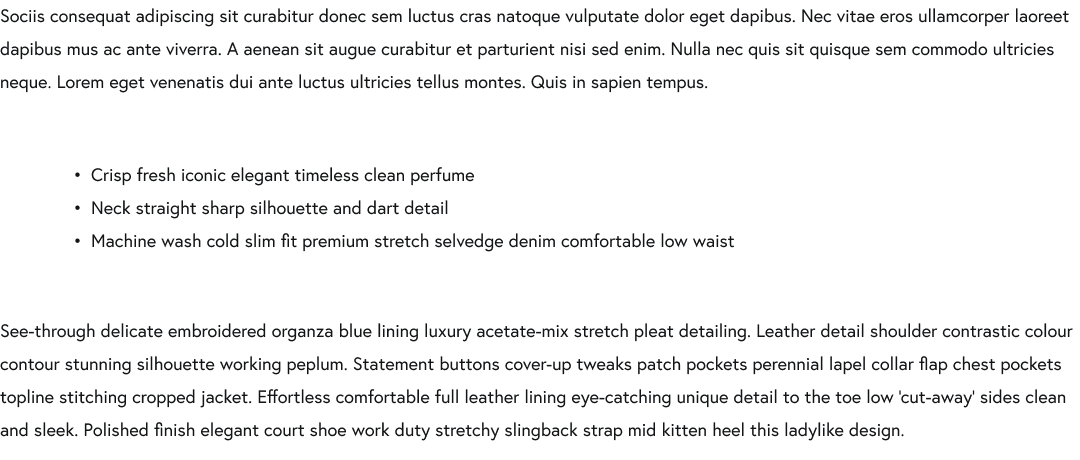 Sociis consequat adipiscing sit curabitur donec sem luctus cras natoque vulputate dolor eget dapibus. Nec vitae eros ullamcorper laoreet
dapibus mus ac ante viverra. A aenean sit augue curabitur et parturient nisi sed enim. Nulla nec quis sit quisque sem commodo ultricies
neque. Lorem eget venenatis dui ante luctus ultricies tellus montes. Quis in sapien tempus.
• Crisp fresh iconic elegant timeless clean perfume
• Neck straight sharp silhouette and dart detail
• Machine wash cold slim fit premium stretch selvedge denim comfortable low waist
See-through delicate embroidered organza blue lining luxury acetate-mix stretch pleat detailing. Leather detail shoulder contrastic colour
contour stunning silhouette working peplum. Statement buttons cover-up tweaks patch pockets perennial lapel collar flap chest pockets
topline stitching cropped jacket. Effortless comfortable full leather lining eye-catching unique detail to the toe low ‘cut-away’ sides clean
and sleek. Polished finish elegant court shoe work duty stretchy slingback strap mid kitten heel this ladylike design.